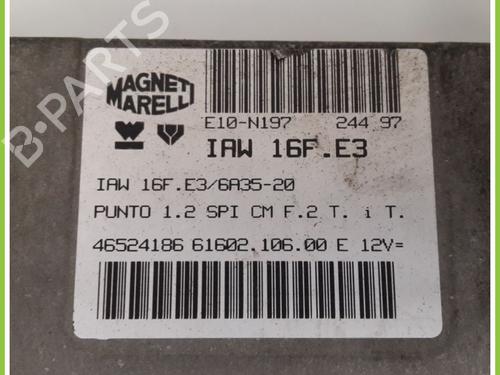 MAGNETI
MARELLI
E10-N197 244 97
IAW 16F.E3
IAW 16F.E3/6A35-20
PUNTO 1.2 SPI CM F.2 T. i T.
46524186 61602.106.00 E 12V=
B-PARTS